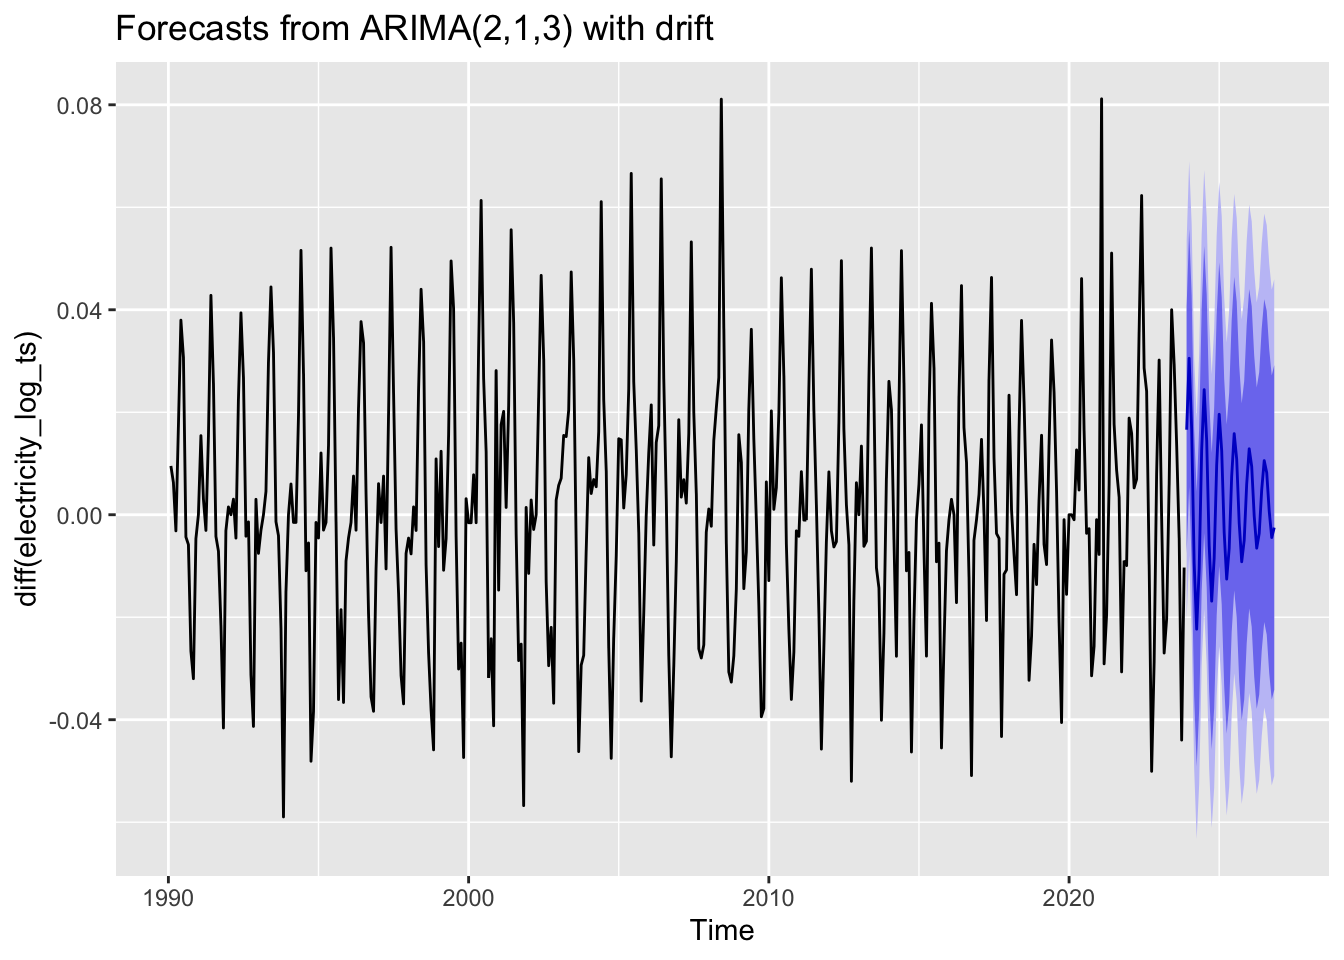 Forecasts from ARIMA(2,1,3) with drift
diff(electricity_log_ts)
0.08
0.04
0.00
-0.04
1990
2000
2010
2020
Time